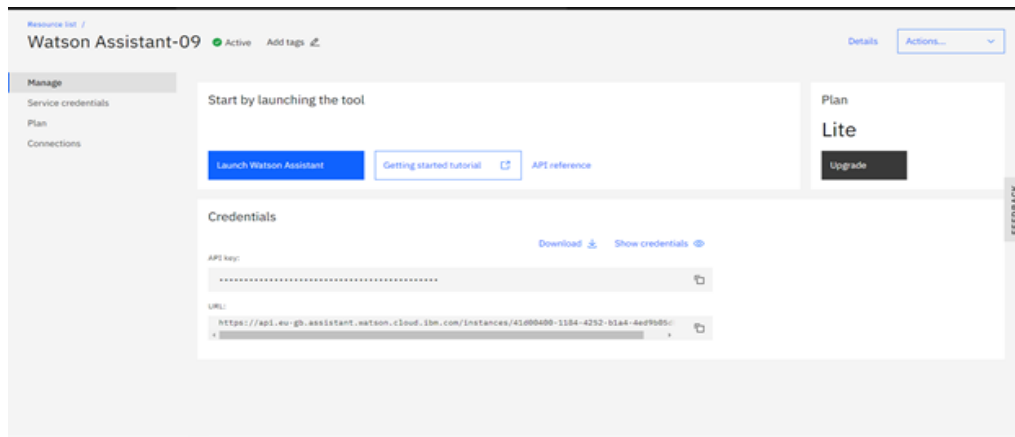 Resource list /
Watson Assistant-09 Active Add tags
Details Actions...
Manage
Service credentials
Plan
Connections
Start by launching the tool
Launch Watson Assistant Getting started tutorial API reference
Plan
Lite
Upgrade
FEEDBACK
Credentials
Download Show credentials
API key:
............................................
URL:
https://api.eu-gb.assistant.watson.cloud.ibm.com/instances/41d00400-1184-4252-b1a4-4ed9b05c